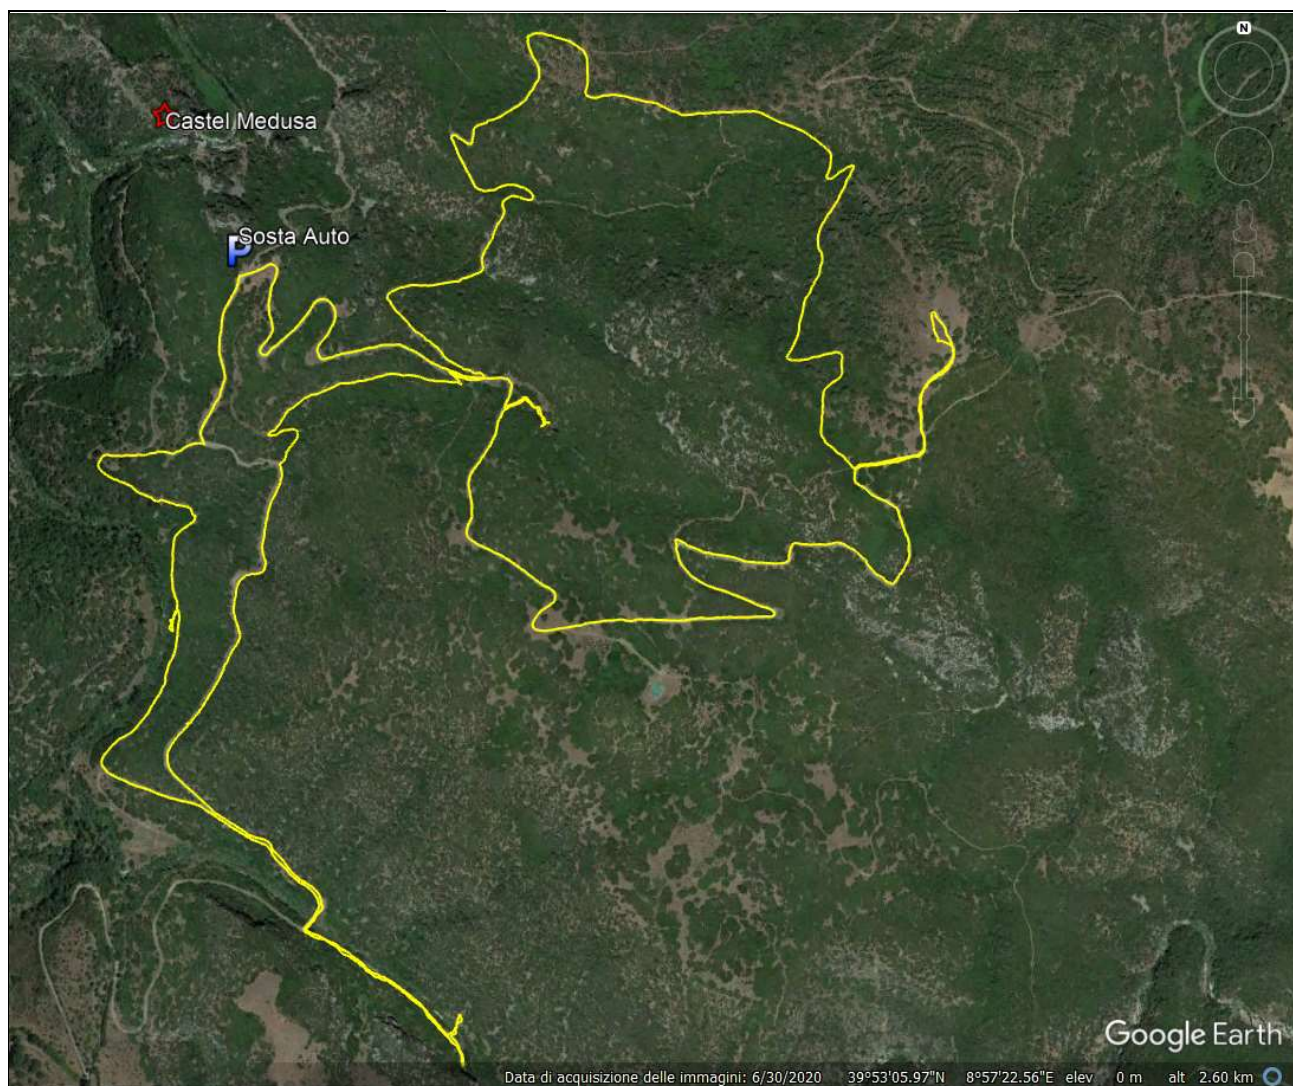 N
Castel Medusa
P
Sosta Auto
Google Earth
Data di acquisizione delle immagini: 6/30/2020 39°53'05.97"N 8°57'22.56"E elev 0 m alt 2.60 km